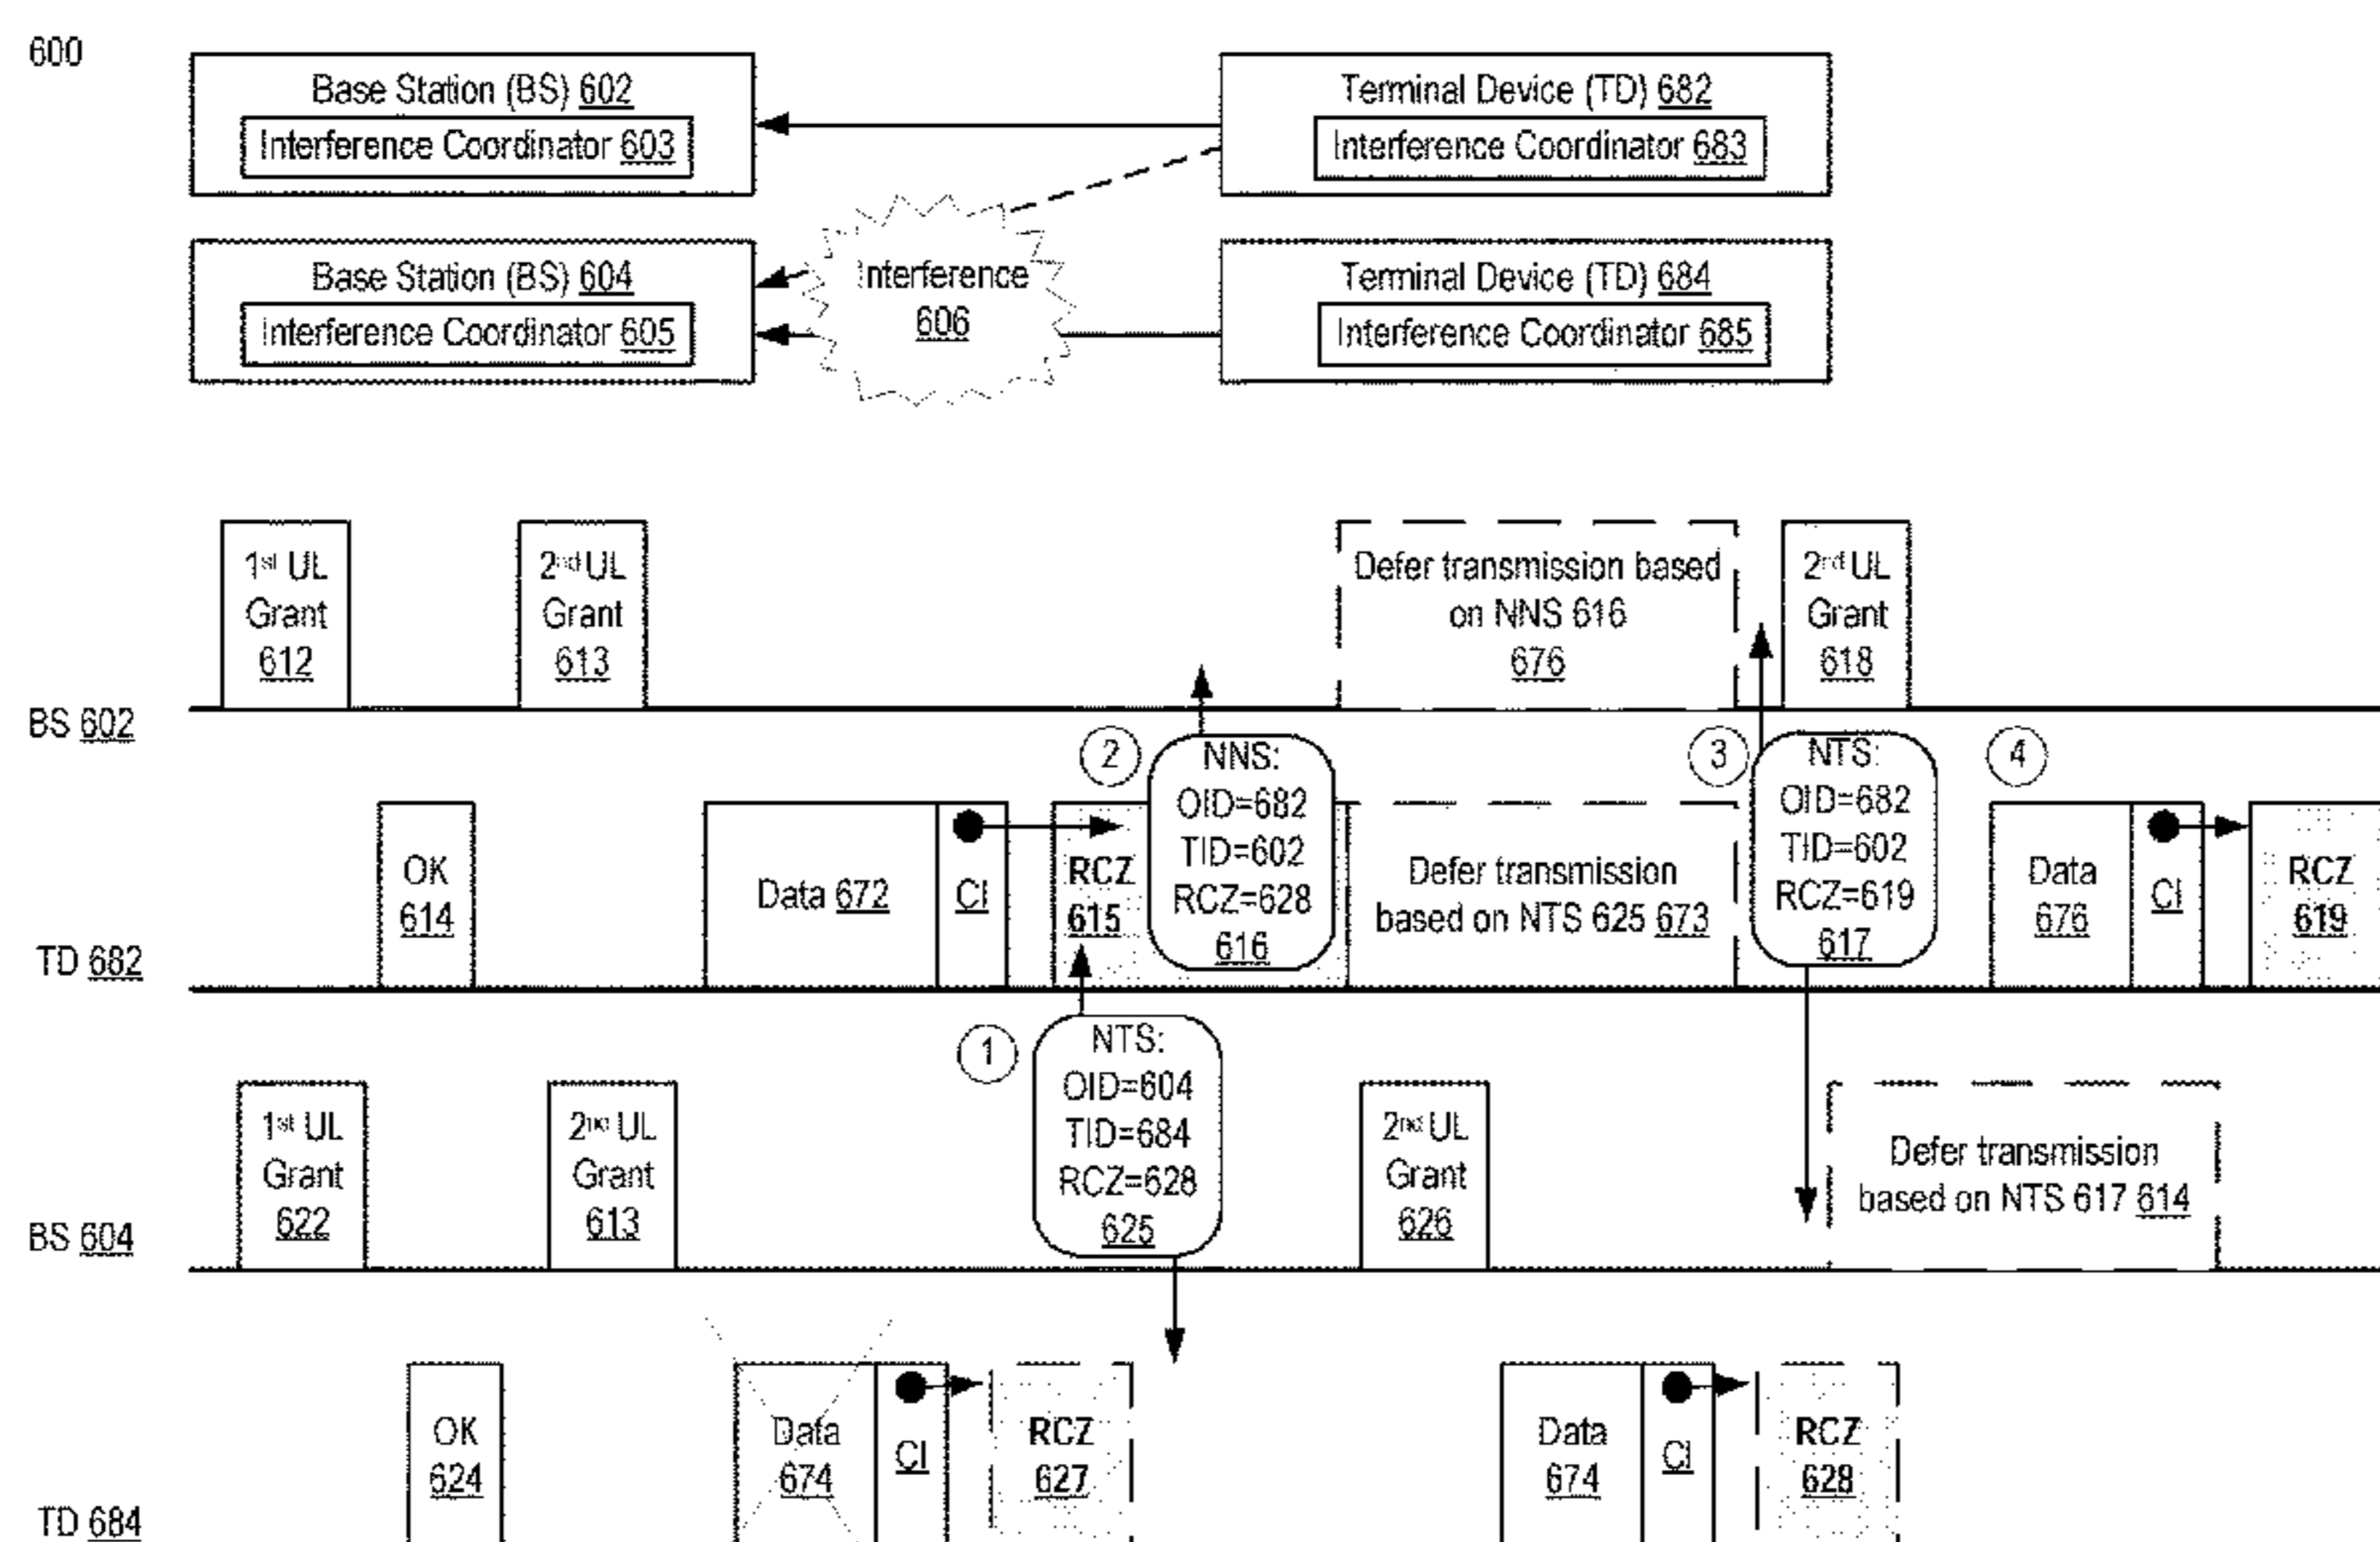 600
Base Station (BS) 602
Interference Coordinator 603
Terminal Device (TD) 682
Interference Coordinator 683
Base Station (BS) 604
Interference Coordinator 605
Interference
606
Terminal Device (TD) 684
Interference Coordinator 685
1st UL
Grant
612
2nd UL
Grant
613
Defer transmission based
on NNS 616
676
2nd UL
Grant
618
BS 602
2
NNS:
OID=682
TID=602
RCZ=628
616
3
NTS:
OID=682
TID=602
RCZ=619
617
4
OK
614
Data 672
CI
RCZ
615
Defer transmission
based on NTS 625 673
Data
676
CI
RCZ
619
TD 682
1
NTS:
OID=604
TID=684
RCZ=628
625
1st UL
Grant
622
2nd UL
Grant
613
2nd UL
Grant
626
Defer transmission
based on NTS 617 614
BS 604
OK
624
Data
674
CI
RCZ
627
Data
674
CI
RCZ
628
TD 684